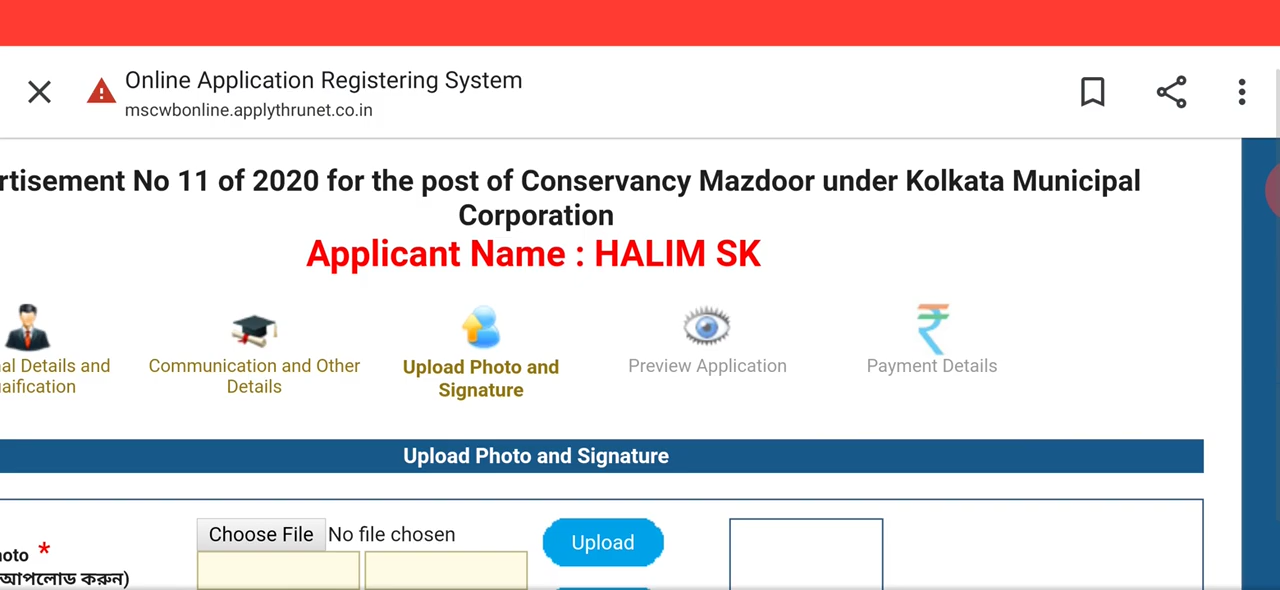 Online Application Registering System
mscwbonline.applythrunet.co.in
rtisement No 11 of 2020 for the post of Conservancy Mazdoor under Kolkata Municipal
Corporation
Applicant Name : HALIM SK
al Details and
aification
Communication and Other
Details
Upload Photo and
Signature
Preview Application
Payment Details
Upload Photo and Signature
Choose File No file chosen
Upload
hoto *
আপলোড করুন)